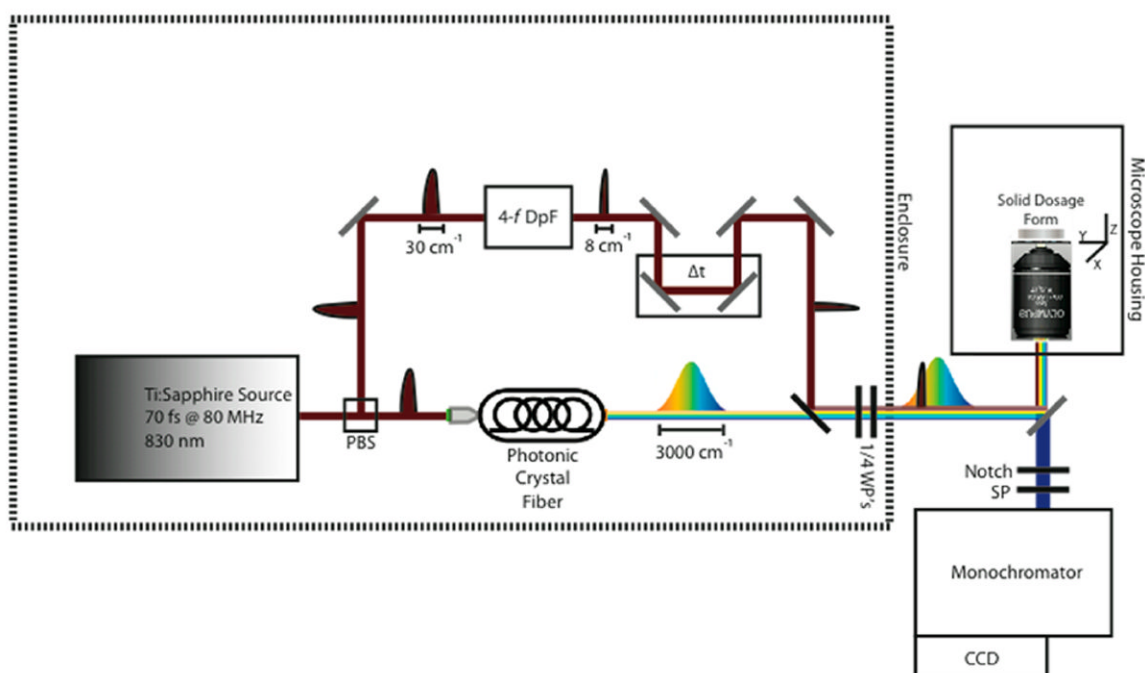 Ti:Sapphire Source
70 fs @ 80 MHz
830 nm
PBS
30 cm⁻¹
4-f DpF
8 cm⁻¹
Δt
Photonic
Crystal
Fiber
3000 cm⁻¹
1/4 WP's
Enclosure
Microscope Housing
Solid Dosage
Form
Y
Z
X
OLYMPUS
Notch
SP
Monochromator
CCD